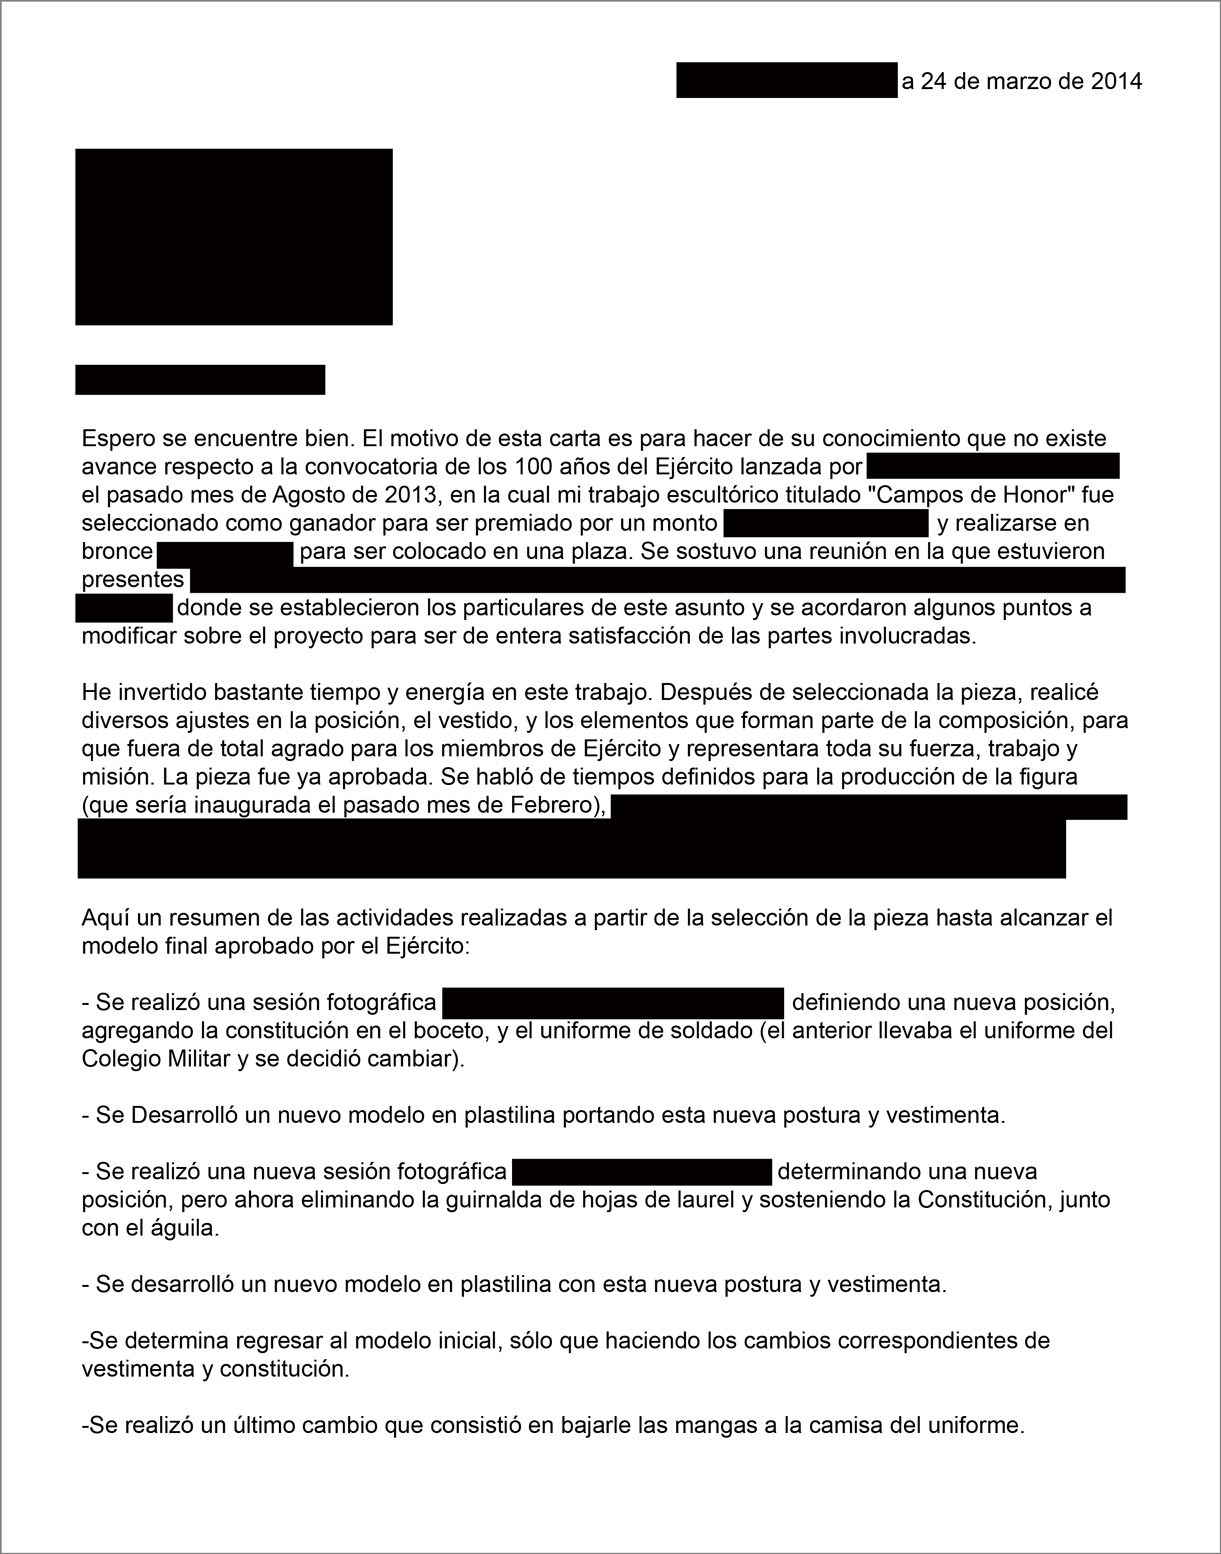 a 24 de marzo de 2014
Espero se encuentre bien. El motivo de esta carta es para hacer de su conocimiento que no existe
avance respecto a la convocatoria de los 100 años del Ejército lanzada por
el pasado mes de Agosto de 2013, en la cual mi trabajo escultórico titulado "Campos de Honor" fue
seleccionado como ganador para ser premiado por un monto y realizarse en
bronce para ser colocado en una plaza. Se sostuvo una reunión en la que estuvieron
presentes
donde se establecieron los particulares de este asunto y se acordaron algunos puntos a
modificar sobre el proyecto para ser de entera satisfacción de las partes involucradas.
He invertido bastante tiempo y energía en este trabajo. Después de seleccionada la pieza, realicé
diversos ajustes en la posición, el vestido, y los elementos que forman parte de la composición, para
que fuera de total agrado para los miembros de Ejército y representara toda su fuerza, trabajo y
misión. La pieza fue ya aprobada. Se habló de tiempos definidos para la producción de la figura
(que sería inaugurada el pasado mes de Febrero),
Aquí un resumen de las actividades realizadas a partir de la selección de la pieza hasta alcanzar el
modelo final aprobado por el Ejército:
- Se realizó una sesión fotográfica definiendo una nueva posición,
agregando la constitución en el boceto, y el uniforme de soldado (el anterior llevaba el uniforme del
Colegio Militar y se decidió cambiar).
- Se Desarrolló un nuevo modelo en plastilina portando esta nueva postura y vestimenta.
- Se realizó una nueva sesión fotográfica determinando una nueva
posición, pero ahora eliminando la guirnalda de hojas de laurel y sosteniendo la Constitución, junto
con el águila.
- Se desarrolló un nuevo modelo en plastilina con esta nueva postura y vestimenta.
-Se determina regresar al modelo inicial, sólo que haciendo los cambios correspondientes de
vestimenta y constitución.
-Se realizó un último cambio que consistió en bajarle las mangas a la camisa del uniforme.